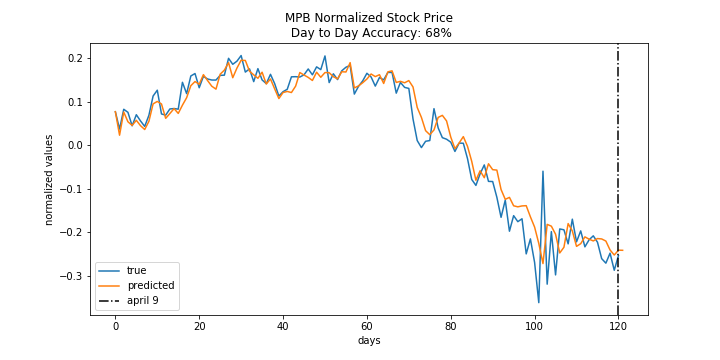 MPB Normalized Stock Price
Day to Day Accuracy: 68%
normalized values
0.2
0.1
0.0
−0.1
−0.2
−0.3
true
predicted
april 9
0 20 40 60 80 100 120
days